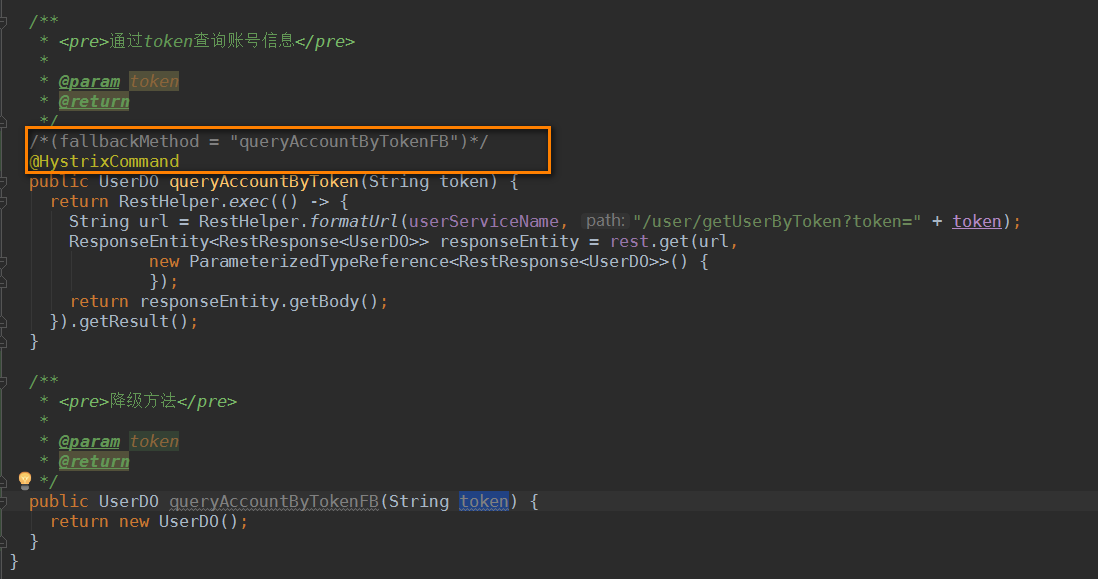 /**
 * <pre>通过token查询账号信息</pre>
 *
 * @param token
 * @return
 */
/*(fallbackMethod = "queryAccountByTokenFB")*/
@HystrixCommand
public UserDO queryAccountByToken(String token) {
  return RestHelper.exec(() -> {
    String url = RestHelper.formatUrl(userServiceName, path: "/user/getUserByToken?token=" + token);
    ResponseEntity<RestResponse<UserDO>> responseEntity = rest.get(url,
            new ParameterizedTypeReference<RestResponse<UserDO>>() {
            });
    return responseEntity.getBody();
  }).getResult();
}

/**
 * <pre>降级方法</pre>
 *
 * @param token
 * @return
 */
public UserDO queryAccountByTokenFB(String token) {
  return new UserDO();
}
}